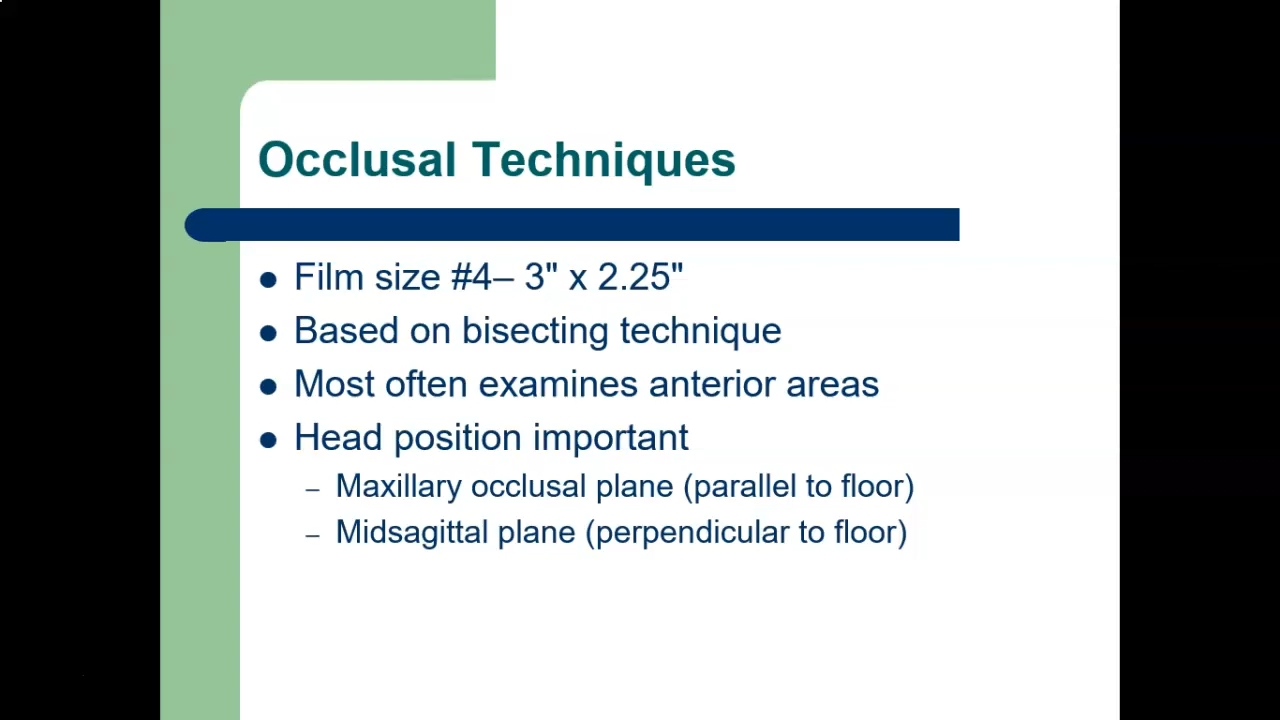 Occlusal Techniques
● Film size #4– 3" x 2.25"
● Based on bisecting technique
● Most often examines anterior areas
● Head position important
– Maxillary occlusal plane (parallel to floor)
– Midsagittal plane (perpendicular to floor)